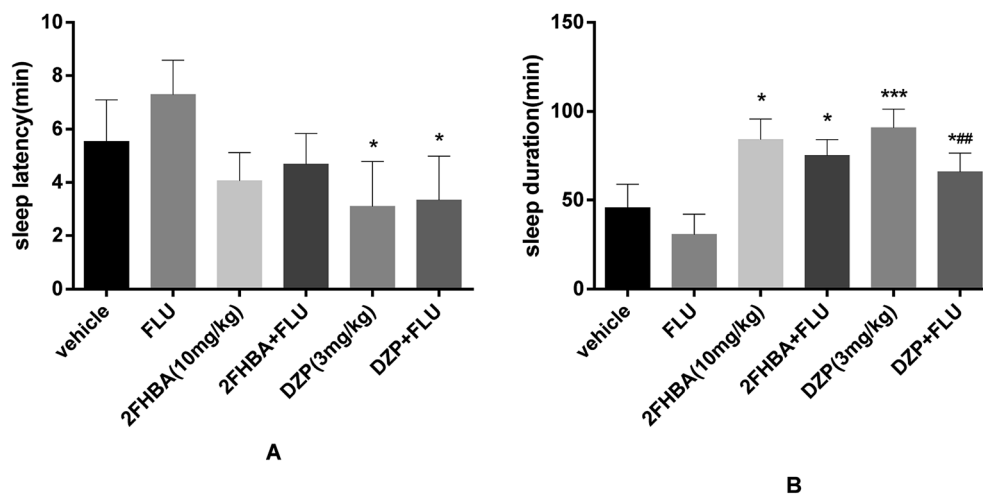 sleep latency(min)
10
8
6
4
2
0
*
*
vehicle
FLU
2FHBA(10mg/kg)
2FHBA+FLU
DZP(3mg/kg)
DZP+FLU
A
sleep duration(min)
150
100
50
0
*
*
***
*##
vehicle
FLU
2FHBA(10mg/kg)
2FHBA+FLU
DZP(3mg/kg)
DZP+FLU
B